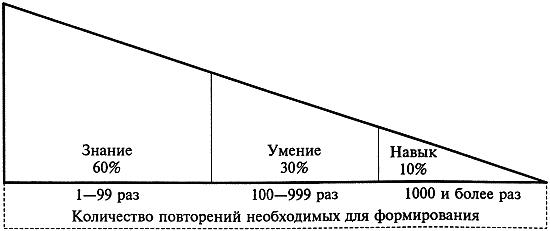 Знание Умение Навык
60% 30% 10%
1—99 раз 100—999 раз 1000 и более раз
Количество повторений необходимых для формирования